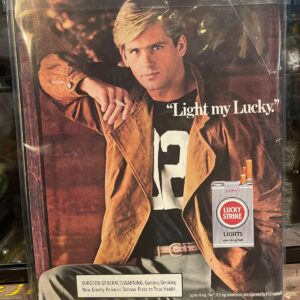 "Light my Lucky."
2
LUCKY
STRIKE
LIGHTS
SURGEON GENERAL'S WARNING: Quitting Smoking
Now Greatly Reduces Serious Risks to Your Health.